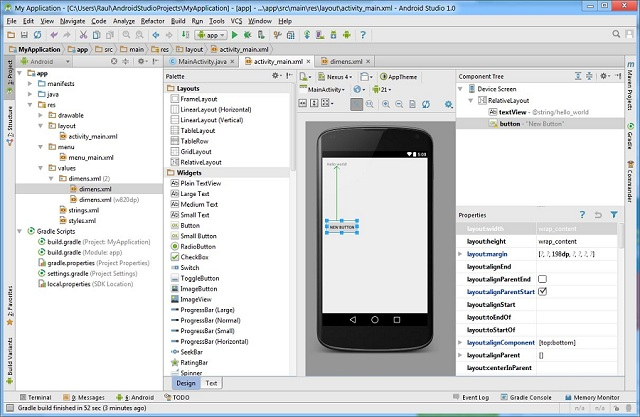 My Application - [C:\Users\Raul\AndroidStudioProjects\MyApplication] - [app] - ...\app\src\main\res\layout\activity_main.xml - Android Studio 1.0
File Edit View Navigate Code Analyze Refactor Build Run Tools VCS Window Help
app
MyApplication app src main res layout activity_main.xml
Android
MainActivity.java activity_main.xml dimens.xml
1: Project
Z: Structure
2: Favorites
Build Variants
app
manifests
java
res
drawable
layout
activity_main.xml
menu
menu_main.xml
values
dimens.xml (2)
dimens.xml
dimens.xml (w820dp)
strings.xml
styles.xml
Gradle Scripts
build.gradle (Project: MyApplication)
build.gradle (Module: app)
gradle.properties (Project Properties)
settings.gradle (Project Settings)
local.properties (SDK Location)
Palette
Layouts
FrameLayout
LinearLayout (Horizontal)
LinearLayout (Vertical)
TableLayout
TableRow
GridLayout
RelativeLayout
Widgets
Plain TextView
Large Text
Medium Text
Small Text
Button
Small Button
RadioButton
CheckBox
Switch
ToggleButton
ImageButton
ImageView
ProgressBar (Large)
ProgressBar (Normal)
ProgressBar (Small)
ProgressBar (Horizontal)
SeekBar
RatingBar
Spinner
Design Text
Nexus 4 AppTheme
MainActivity 21
5:00
Hello world!
NEW BUTTON
Component Tree
Device Screen
RelativeLayout
textView - @string/hello_world
button - "New Button"
Properties
layout:width wrap_content
layout:height wrap_content
layout:margin [?, ?, 198dp, ?, ?, ?]
layout:alignEnd
layout:alignParentEnd
layout:alignParentStart
layout:alignStart
layout:toEndOf
layout:toStartOf
layout:alignComponent [top:bottom]
layout:alignParent []
layout:centerInParent
Maven Projects
Gradle
Commander
Terminal 0: Messages 6: Android TODO Event Log Gradle Console Memory Monitor
Gradle build finished in 52 sec (3 minutes ago) n/a n/a